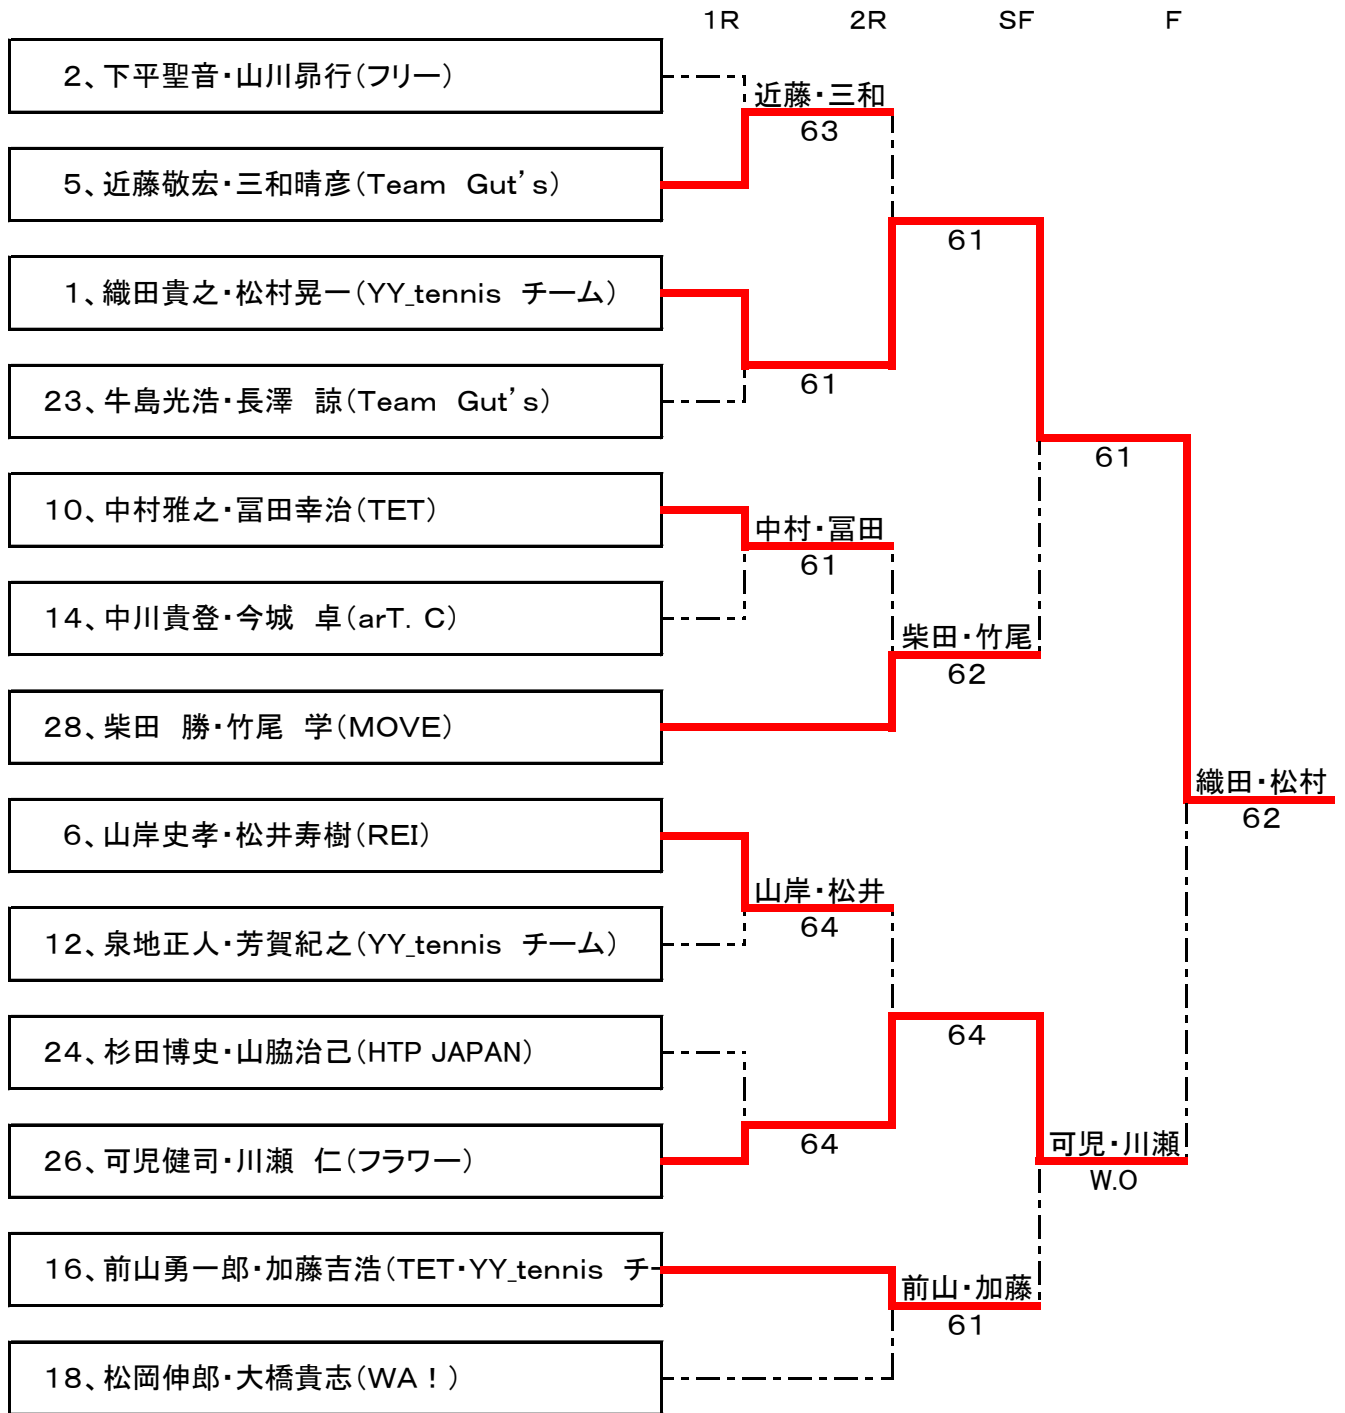 1R 2R SF F
2、下平聖音・山川昴行(フリー)
近藤・三和
63
5、近藤敬宏・三和晴彦(Team Gut's)
61
1、織田貴之・松村晃一(YY_tennis チーム)
61
23、牛島光浩・長澤 諒(Team Gut's)
61
10、中村雅之・冨田幸治(TET)
中村・冨田
61
14、中川貴登・今城 卓(arT. C)
柴田・竹尾
62
28、柴田 勝・竹尾 学(MOVE)
織田・松村
62
6、山岸史孝・松井寿樹(REI)
山岸・松井
64
12、泉地正人・芳賀紀之(YY_tennis チーム)
64
24、杉田博史・山脇治己(HTP JAPAN)
64
26、可児健司・川瀬 仁(フラワー)
可児・川瀬
W.O
16、前山勇一郎・加藤吉浩(TET・YY_tennis チー
前山・加藤
61
18、松岡伸郎・大橋貴志(WA!)